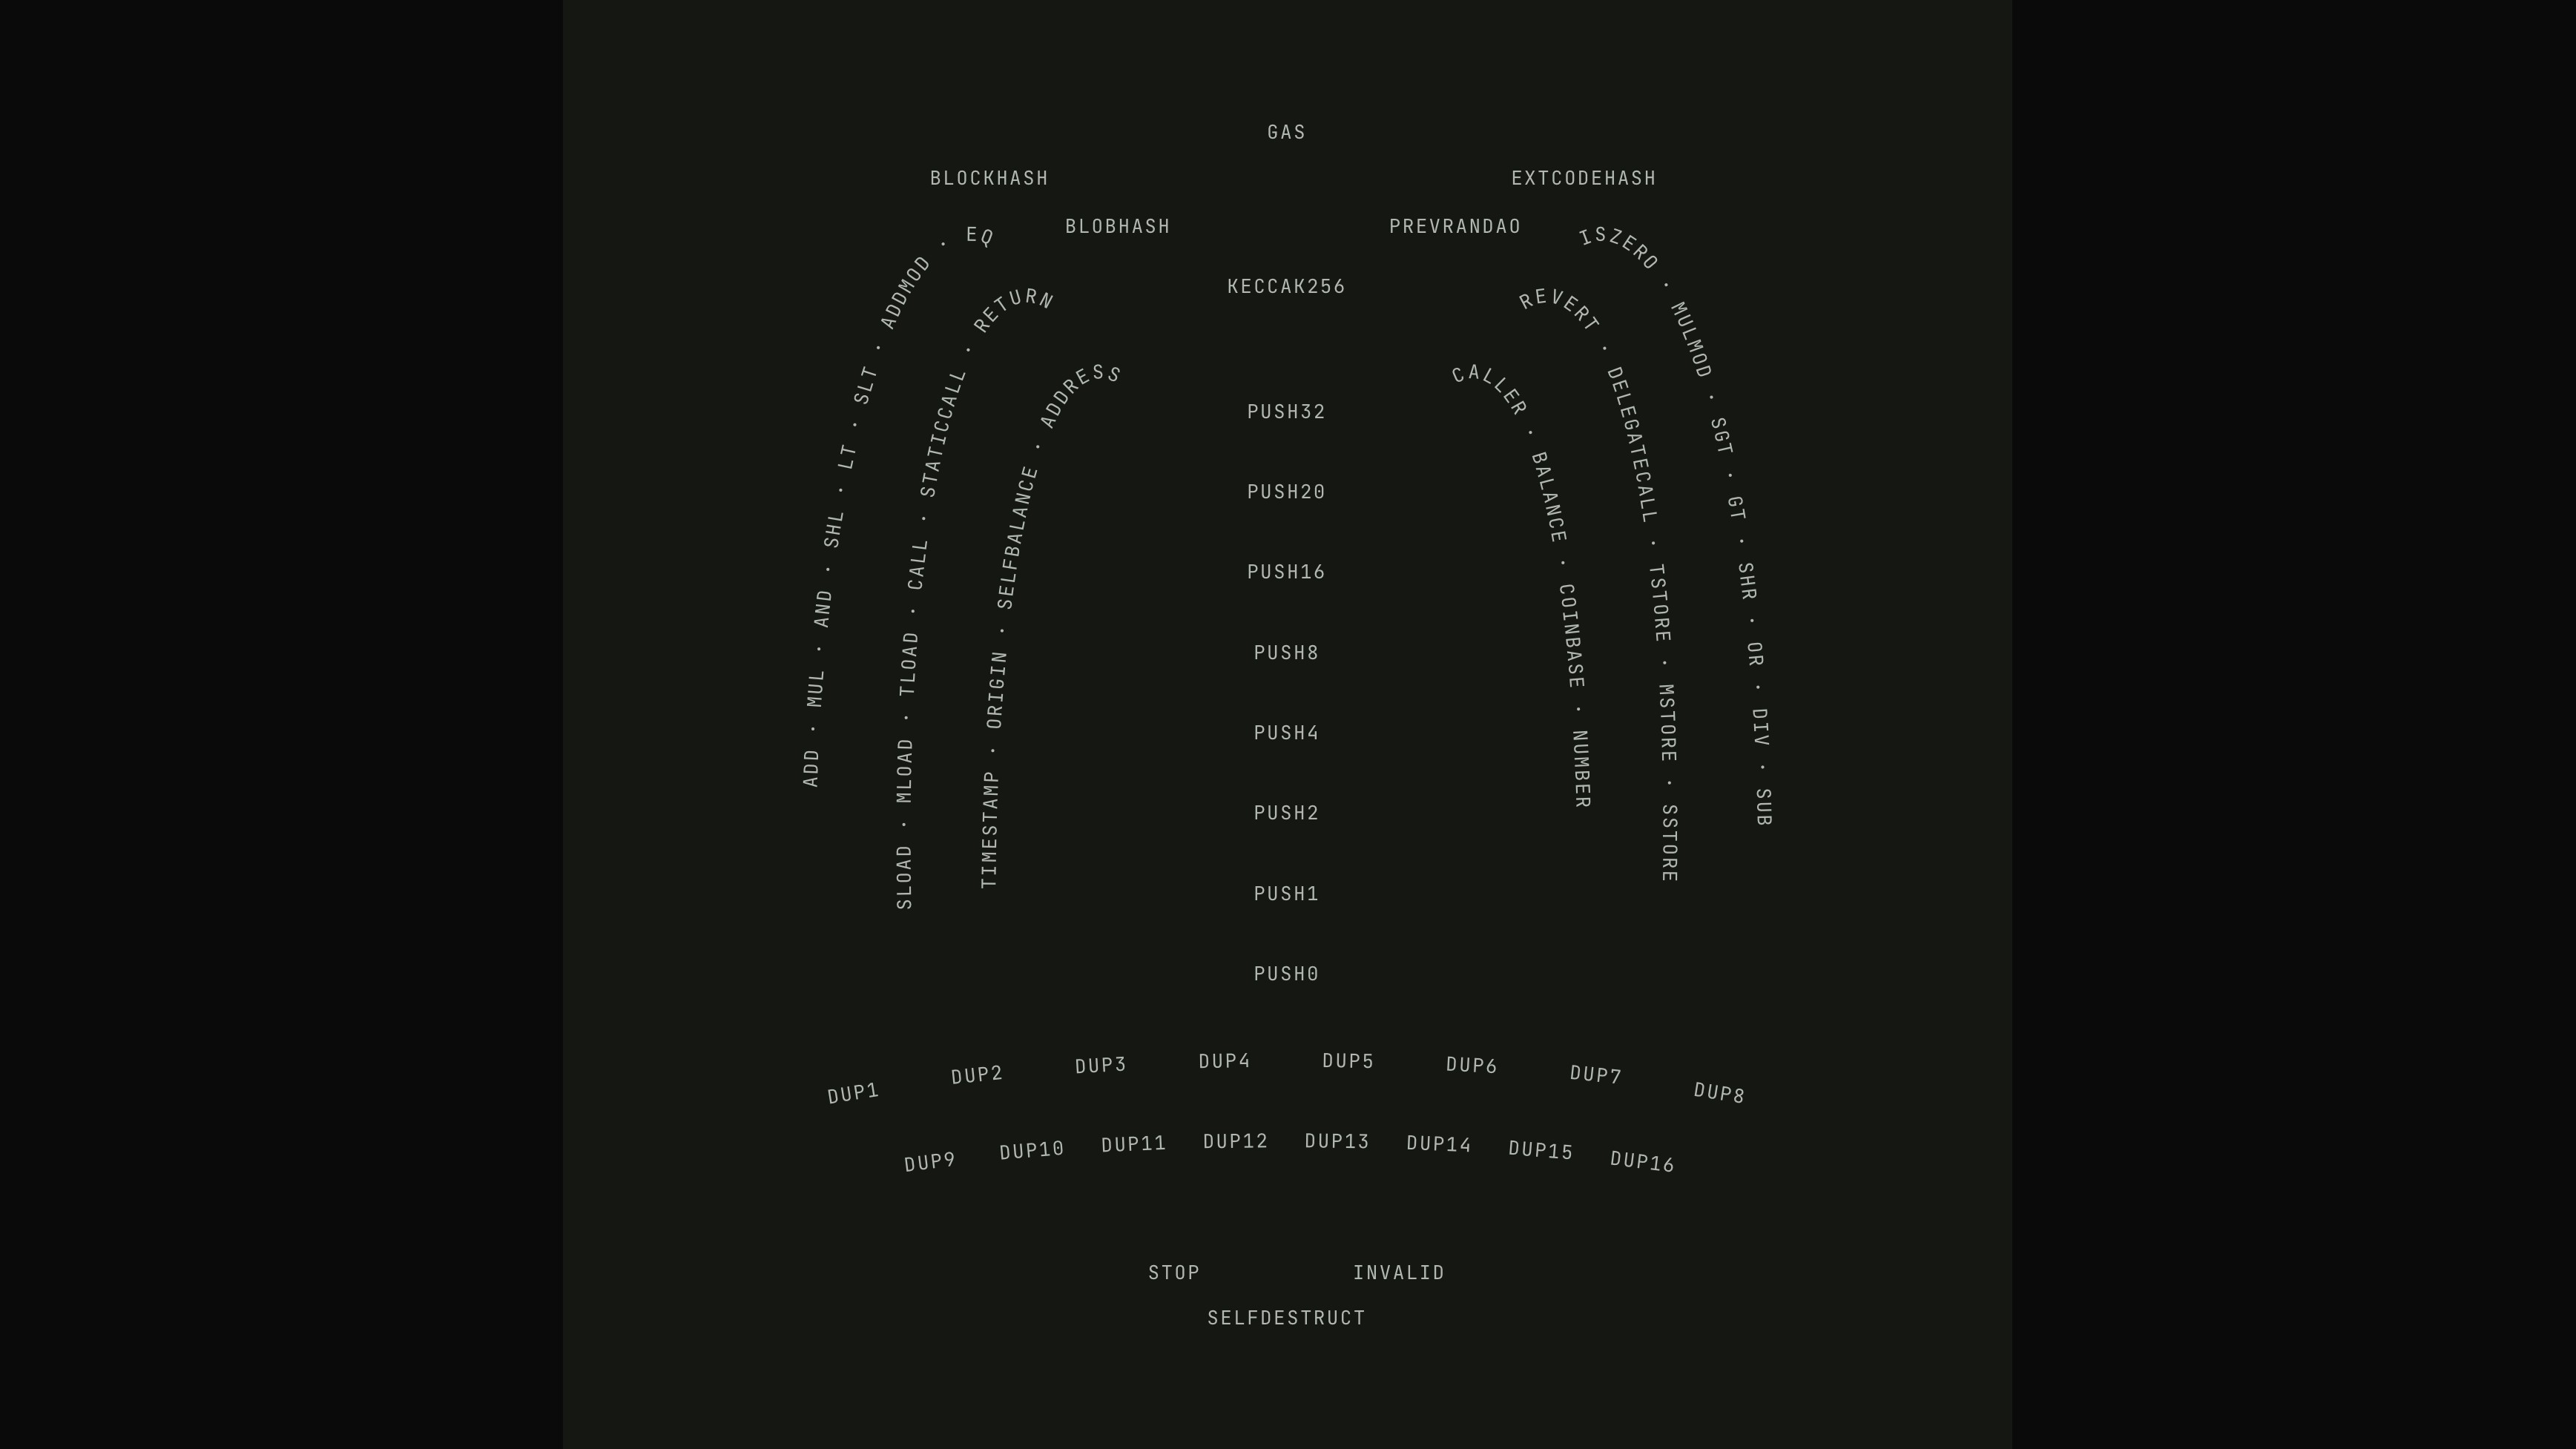 GAS
BLOCKHASH
EXTCODEHASH
BLOBHASH
PREVRANDAO
ADD · MUL · AND · SHL · LT · SLT · ADDMOD · EQ
ISZERO · MULMOD · SGT · GT · SHR · OR · DIV · SUB
KECCAK256
SLOAD · MLOAD · TLOAD · CALL · STATICCALL · RETURN
REVERT · DELEGATECALL · TSTORE · MSTORE · SSTORE
TIMESTAMP · ORIGIN · SELFBALANCE · ADDRESS
CALLER · BALANCE · COINBASE · NUMBER
PUSH32
PUSH20
PUSH16
PUSH8
PUSH4
PUSH2
PUSH1
PUSH0
DUP1 DUP2 DUP3 DUP4 DUP5 DUP6 DUP7 DUP8
DUP9 DUP10 DUP11 DUP12 DUP13 DUP14 DUP15 DUP16
STOP INVALID
SELFDESTRUCT